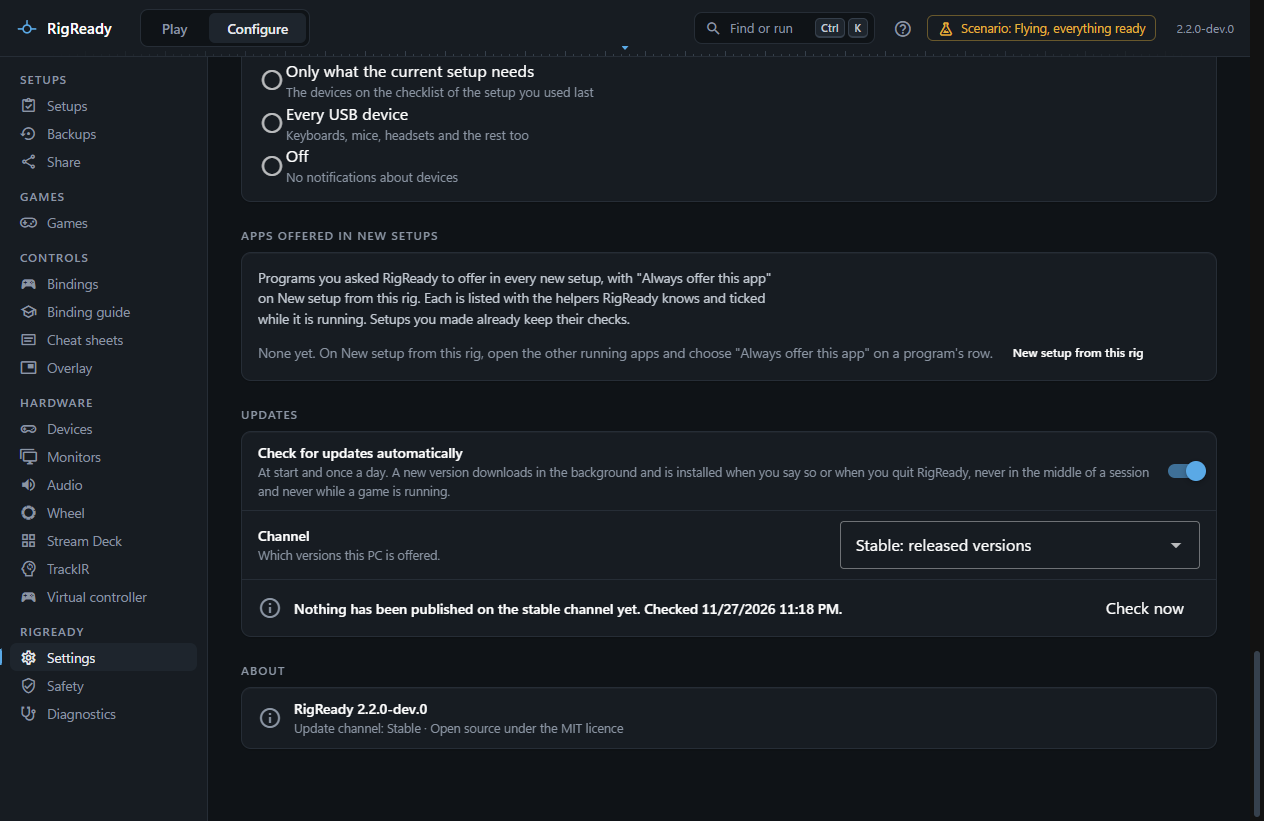 RigReady
Play
Configure
Find or run
Ctrl
K
Scenario: Flying, everything ready
2.2.0-dev.0
SETUPS
Setups
Backups
Share
GAMES
Games
CONTROLS
Bindings
Binding guide
Cheat sheets
Overlay
HARDWARE
Devices
Monitors
Audio
Wheel
Stream Deck
TrackIR
Virtual controller
RIGREADY
Settings
Safety
Diagnostics
Only what the current setup needs
The devices on the checklist of the setup you used last
Every USB device
Keyboards, mice, headsets and the rest too
Off
No notifications about devices
APPS OFFERED IN NEW SETUPS
Programs you asked RigReady to offer in every new setup, with "Always offer this app"
on New setup from this rig. Each is listed with the helpers RigReady knows and ticked
while it is running. Setups you made already keep their checks.
None yet. On New setup from this rig, open the other running apps and choose "Always offer this app" on a program's row.
New setup from this rig
UPDATES
Check for updates automatically
At start and once a day. A new version downloads in the background and is installed when you say so or when you quit RigReady, never in the middle of a session
and never while a game is running.
Channel
Which versions this PC is offered.
Stable: released versions
Nothing has been published on the stable channel yet. Checked 11/27/2026 11:18 PM.
Check now
ABOUT
RigReady 2.2.0-dev.0
Update channel: Stable · Open source under the MIT licence